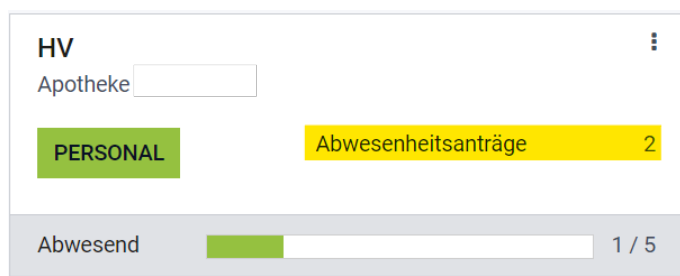 HV
Apotheke
PERSONAL
Abwesenheitsanträge 2
Abwesend 1 / 5